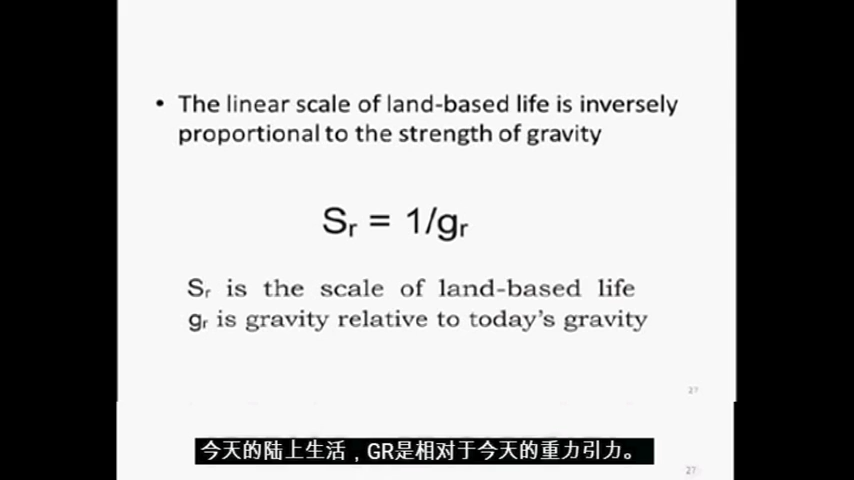 • The linear scale of land-based life is inversely
proportional to the strength of gravity
Sr = 1/gr
Sr is the scale of land-based life
gr is gravity relative to today's gravity
27
今天的陆上生活，GR是相对于今天的重力引力。
27